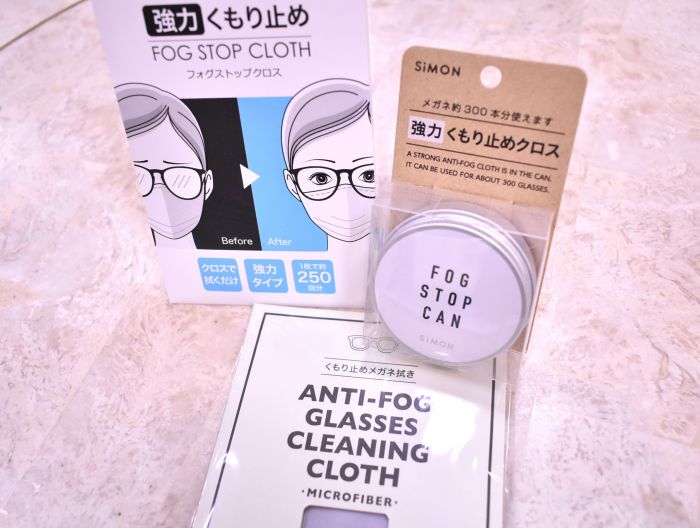 強力くもり止め
FOG STOP CLOTH
フォグストップクロス
Before
After
クロスで
拭くだけ
強力
タイプ
1枚で約
250
回分
SiMON
メガネ約300本分使えます
強力くもり止めクロス
A STRONG ANTI-FOG CLOTH IS IN THE CAN.
IT CAN BE USED FOR ABOUT 300 GLASSES.
FOG
STOP
CAN
SiMON
くもり止めメガネ拭き
ANTI-FOG
GLASSES
CLEANING
CLOTH
・MICROFIBER・